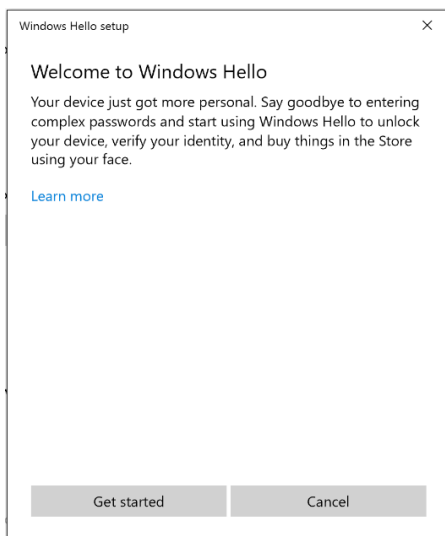 Windows Hello setup
Welcome to Windows Hello
Your device just got more personal. Say goodbye to entering
complex passwords and start using Windows Hello to unlock
your device, verify your identity, and buy things in the Store
using your face.
Learn more
Get started
Cancel